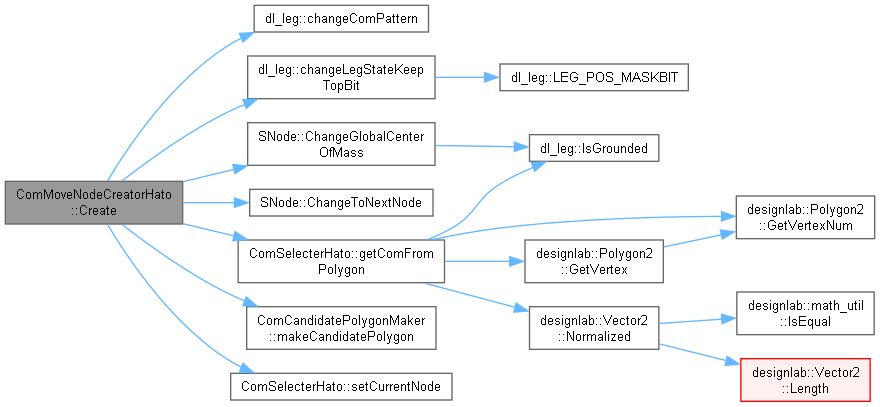 ComMoveNodeCreatorHato
::Create
dl_leg::changeComPattern
dl_leg::changeLegStateKeep
TopBit
dl_leg::LEG_POS_MASKBIT
SNode::ChangeGlobalCenter
OfMass
dl_leg::IsGrounded
SNode::ChangeToNextNode
ComSelecterHato::getComFrom
Polygon
designlab::Polygon2
::GetVertex
designlab::Polygon2
::GetVertexNum
designlab::Vector2
::Normalized
designlab::math_util
::IsEqual
designlab::Vector2
::Length
ComCandidatePolygonMaker
::makeCandidatePolygon
ComSelecterHato::setCurrentNode